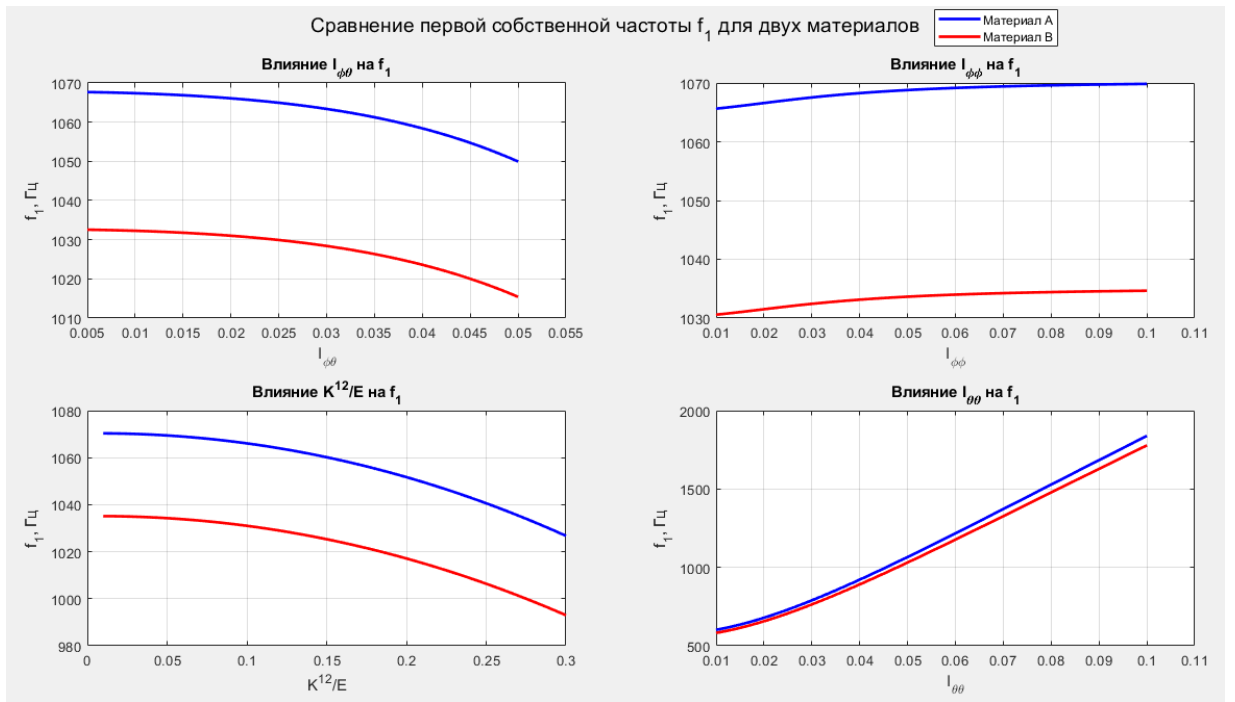 Сравнение первой собственной частоты f₁ для двух материалов
Материал A
Материал B
Влияние I_ϕθ на f₁
f₁, Гц
1070
1060
1050
1040
1030
1020
1010
0.005 0.01 0.015 0.02 0.025 0.03 0.035 0.04 0.045 0.05 0.055
I_ϕθ
Влияние I_ϕϕ на f₁
f₁, Гц
1070
1060
1050
1040
1030
0.01 0.02 0.03 0.04 0.05 0.06 0.07 0.08 0.09 0.1 0.11
I_ϕϕ
Влияние K¹²/E на f₁
f₁, Гц
1080
1060
1040
1020
1000
980
0 0.05 0.1 0.15 0.2 0.25 0.3
K¹²/E
Влияние I_θθ на f₁
f₁, Гц
2000
1500
1000
500
0.01 0.02 0.03 0.04 0.05 0.06 0.07 0.08 0.09 0.1 0.11
I_θθ